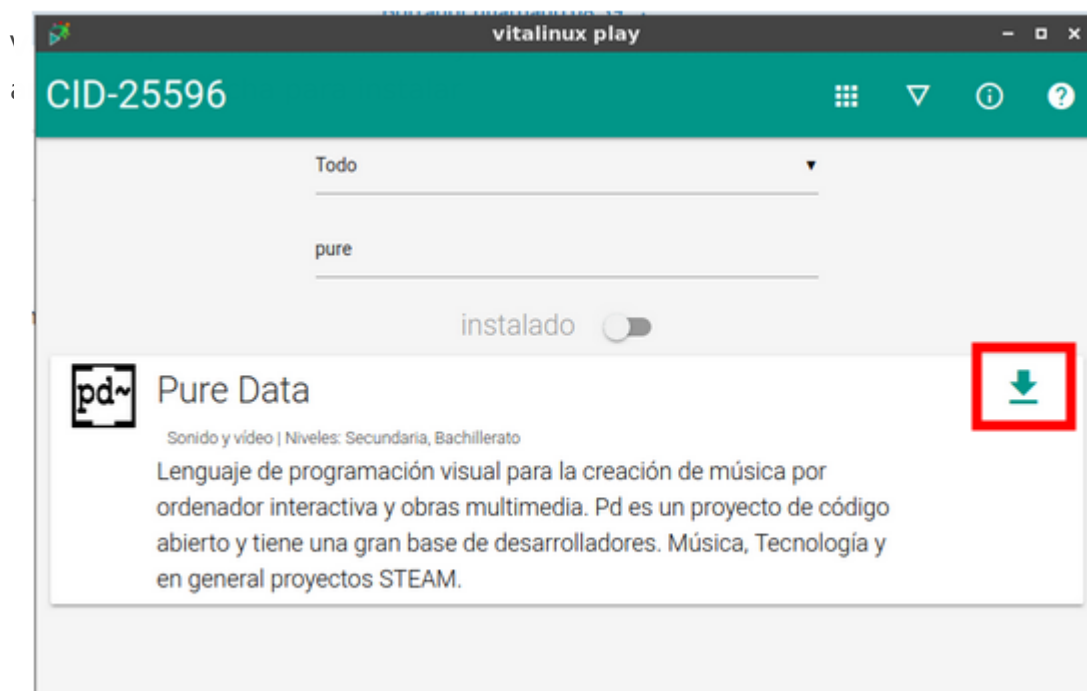 vitalinux play
CID-25596
Todo
pure
instalado
pd~
Pure Data
Sonido y vídeo | Niveles: Secundaria, Bachillerato
Lenguaje de programación visual para la creación de música por
ordenador interactiva y obras multimedia. Pd es un proyecto de código
abierto y tiene una gran base de desarrolladores. Música, Tecnología y
en general proyectos STEAM.